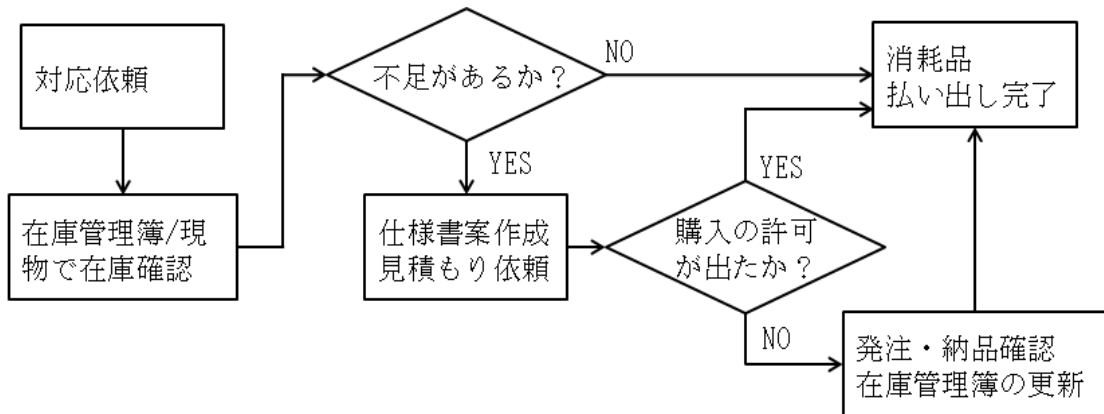 対応依頼
在庫管理簿/現
物で在庫確認
不足があるか?
NO
YES
仕様書案作成
見積もり依頼
購入の許可
が出たか?
YES
NO
消耗品
払い出し完了
発注・納品確認
在庫管理簿の更新